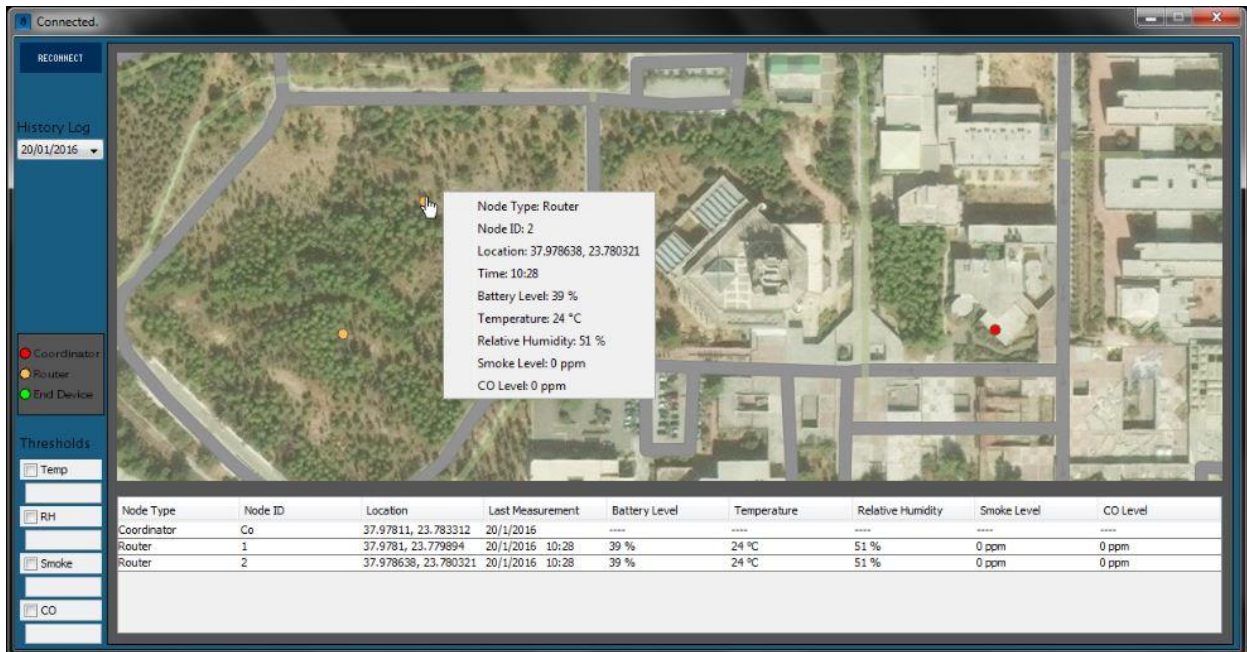 Connected.
RECONNECT
History Log
20/01/2016
Coordinator
Router
End Device
Thresholds
Temp
RH
Smoke
CO
Node Type: Router
Node ID: 2
Location: 37.978638, 23.780321
Time: 10:28
Battery Level: 39 %
Temperature: 24 °C
Relative Humidity: 51 %
Smoke Level: 0 ppm
CO Level: 0 ppm
Node Type Node ID Location Last Measurement Battery Level Temperature Relative Humidity Smoke Level CO Level
Coordinator Co 37.97811, 23.783312 20/1/2016 ---- ---- ---- ---- ----
Router 1 37.9781, 23.779894 20/1/2016 10:28 39 % 24 °C 51 % 0 ppm 0 ppm
Router 2 37.978638, 23.780321 20/1/2016 10:28 39 % 24 °C 51 % 0 ppm 0 ppm